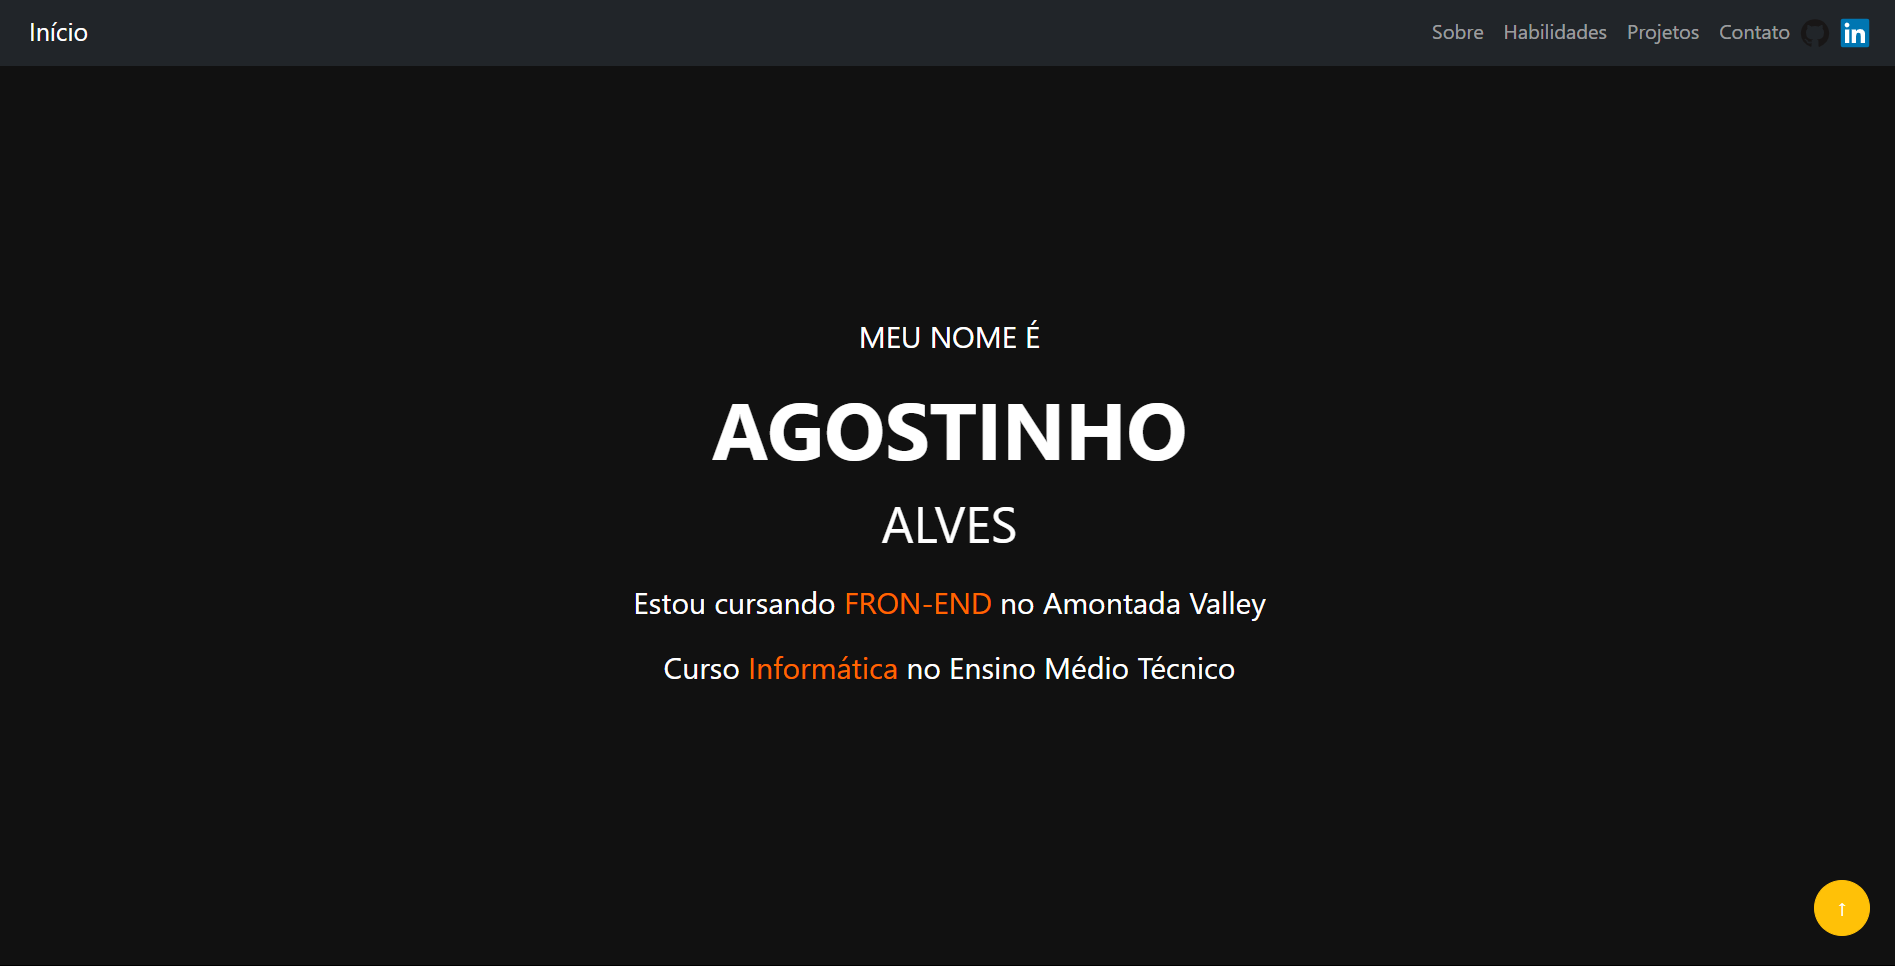 Início
Sobre Habilidades Projetos Contato in
MEU NOME É
AGOSTINHO
ALVES
Estou cursando FRON-END no Amontada Valley
Curso Informática no Ensino Médio Técnico
↑